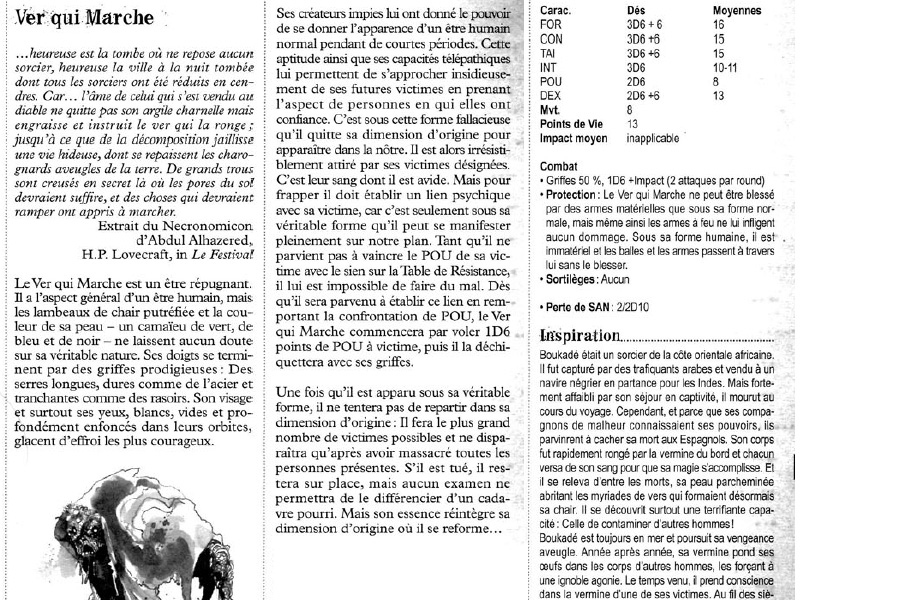 Ver qui Marche
…heureuse est la tombe où ne repose aucun
sorcier, heureuse la ville à la nuit tombée
dont tous les sorciers ont été réduits en cen-
dres. Car… l'âme de celui qui s'est vendu au
diable ne quitte pas son argile charnelle mais
engraisse et instruit le ver qui la ronge ;
jusqu'à ce que de la décomposition jaillisse
une vie hideuse, dont se repaissent les charo-
gnards aveugles de la terre. De grands trous
sont creusés en secret là où les pores du sol
devraient suffire, et des choses qui devraient
ramper ont appris à marcher.
Extrait du Necronomicon
d'Abdul Alhazered,
H.P. Lovecraft, in Le Festival
Le Ver qui Marche est un être répugnant.
Il a l'aspect général d'un être humain, mais
les lambeaux de chair putréfiée et la cou-
leur de sa peau – un camaïeu de vert, de
bleu et de noir – ne laissent aucun doute
sur sa véritable nature. Ses doigts se termi-
nent par des griffes prodigieuses : Des
serres longues, dures comme de l'acier et
tranchantes comme des rasoirs. Son visage
et surtout ses yeux, blancs, vides et pro-
fondément enfoncés dans leurs orbites,
glacent d'effroi les plus courageux.
Ses créateurs impies lui ont donné le pouvoir
de se donner l'apparence d'un être humain
normal pendant de courtes périodes. Cette
aptitude ainsi que ses capacités télépathiques
lui permettent de s'approcher insidieuse-
ment de ses futures victimes en prenant
l'aspect de personnes en qui elles ont
confiance. C'est sous cette forme fallacieuse
qu'il quitte sa dimension d'origine pour
apparaître dans la nôtre. Il est alors irrésisti-
blement attiré par ses victimes désignées.
C'est leur sang dont il est avide. Mais pour
frapper il doit établir un lien psychique
avec sa victime, car c'est seulement sous sa
véritable forme qu'il peut se manifester
pleinement sur notre plan. Tant qu'il ne
parvient pas à vaincre le POU de sa vic-
time avec le sien sur la Table de Résistance,
il lui est impossible de faire du mal. Dès
qu'il sera parvenu à établir ce lien en rem-
portant la confrontation de POU, le Ver
qui Marche commencera par voler 1D6
points de POU à victime, puis il la déchi-
quettera avec ses griffes.
Une fois qu'il est apparu sous sa véritable
forme, il ne tentera pas de repartir dans sa
dimension d'origine : Il fera le plus grand
nombre de victimes possibles et ne dispa-
raîtra qu'après avoir massacré toutes les
personnes présentes. S'il est tué, il res-
tera sur place, mais aucun examen ne
permettra de le différencier d'un cada-
vre pourri. Mais son essence réintègre sa
dimension d'origine où il se reforme…
Carac. Dés Moyennes
FOR 3D6 + 6 16
CON 3D6 +6 15
TAI 3D6 +6 15
INT 3D6 10-11
POU 2D6 8
DEX 2D6 +6 13
Mvt. 8
Points de Vie 13
Impact moyen inapplicable
Combat
• Griffes 50 %, 1D6 +Impact (2 attaques par round)
• Protection : Le Ver qui Marche ne peut être blessé
par des armes matérielles que sous sa forme nor-
male, mais même ainsi les armes à feu ne lui infligent
aucun dommage. Sous sa forme humaine, il est
immatériel et les balles et les armes passent à travers
lui sans le blesser.
• Sortilèges : Aucun
• Perte de SAN : 2/2D10
Inspiration
Boukadé était un sorcier de la côte orientale africaine.
Il fut capturé par des trafiquants arabes et vendu à un
navire négrier en partance pour les Indes. Mais forte-
ment affaibli par son séjour en captivité, il mourut au
cours du voyage. Cependant, et parce que ses compa-
gnons de malheur connaissaient ses pouvoirs, ils
parvinrent à cacher sa mort aux Espagnols. Son corps
fut rapidement rongé par la vermine du bord et chacun
versa de son sang pour que sa magie s'accomplisse. Et
il se releva d'entre les morts, sa peau parcheminée
abritant les myriades de vers qui formaient désormais
sa chair. Il se découvrit surtout une terrifiante capa-
cité : Celle de contaminer d'autres hommes !
Boukadé est toujours en mer et poursuit sa vengeance
aveugle. Année après année, sa vermine pond ses
œufs dans les corps d'autres hommes, les forçant à
une ignoble agonie. Le temps venu, il prend conscience
dans la vermine d'une de ses victimes. Au fil des siè-